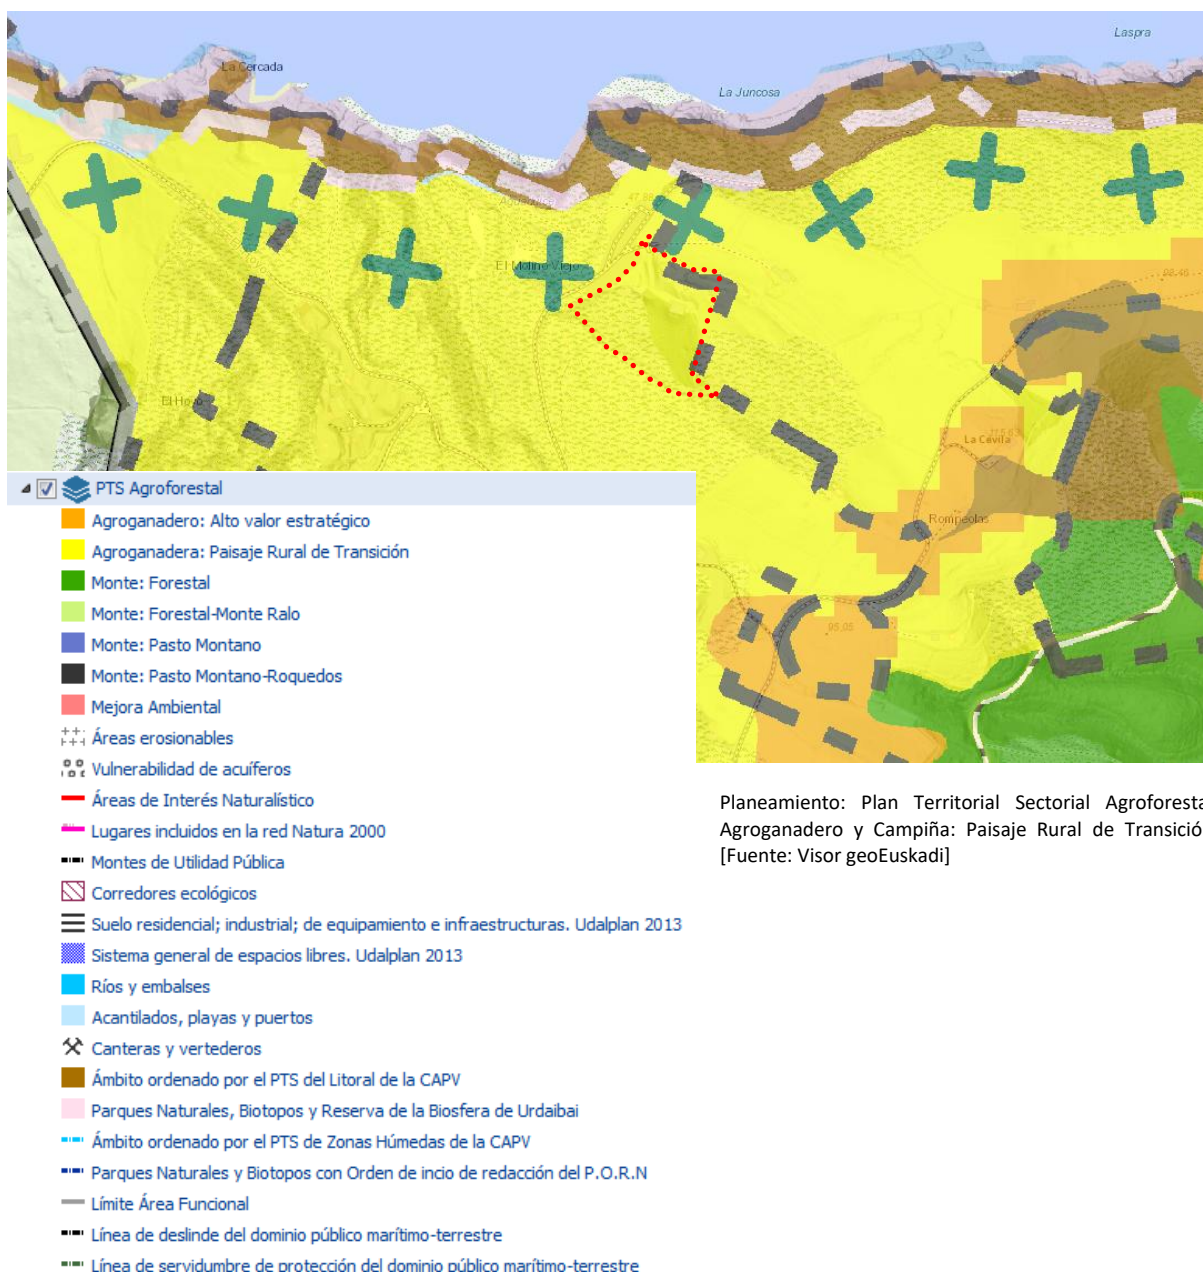 Laspra
La Cercada
La Juncosa
El Molino Viejo
92.46
El Hoyo
La Cavila
Rompeolas
95,05
PTS Agroforestal
Agroganadero: Alto valor estratégico
Agroganadera: Paisaje Rural de Transición
Monte: Forestal
Monte: Forestal-Monte Ralo
Monte: Pasto Montano
Monte: Pasto Montano-Roquedos
Mejora Ambiental
Áreas erosionables
Vulnerabilidad de acuíferos
Áreas de Interés Naturalístico
Lugares incluidos en la red Natura 2000
Montes de Utilidad Pública
Corredores ecológicos
Suelo residencial; industrial; de equipamiento e infraestructuras. Udalplan 2013
Sistema general de espacios libres. Udalplan 2013
Ríos y embalses
Acantilados, playas y puertos
Canteras y vertederos
Ámbito ordenado por el PTS del Litoral de la CAPV
Parques Naturales, Biotopos y Reserva de la Biosfera de Urdaibai
Ámbito ordenado por el PTS de Zonas Húmedas de la CAPV
Parques Naturales y Biotopos con Orden de incio de redacción del P.O.R.N
Límite Área Funcional
Línea de deslinde del dominio público marítimo-terrestre
Línea de servidumbre de protección del dominio público marítimo-terrestre
Planeamiento: Plan Territorial Sectorial Agroforesta
Agroganadero y Campiña: Paisaje Rural de Transició
[Fuente: Visor geoEuskadi]